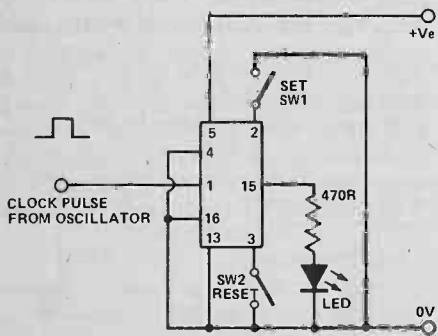 +Ve
SET
SW1
5
2
4
CLOCK PULSE
FROM OSCILLATOR
1
15
470R
16
13
3
SW2
RESET
LED
0V